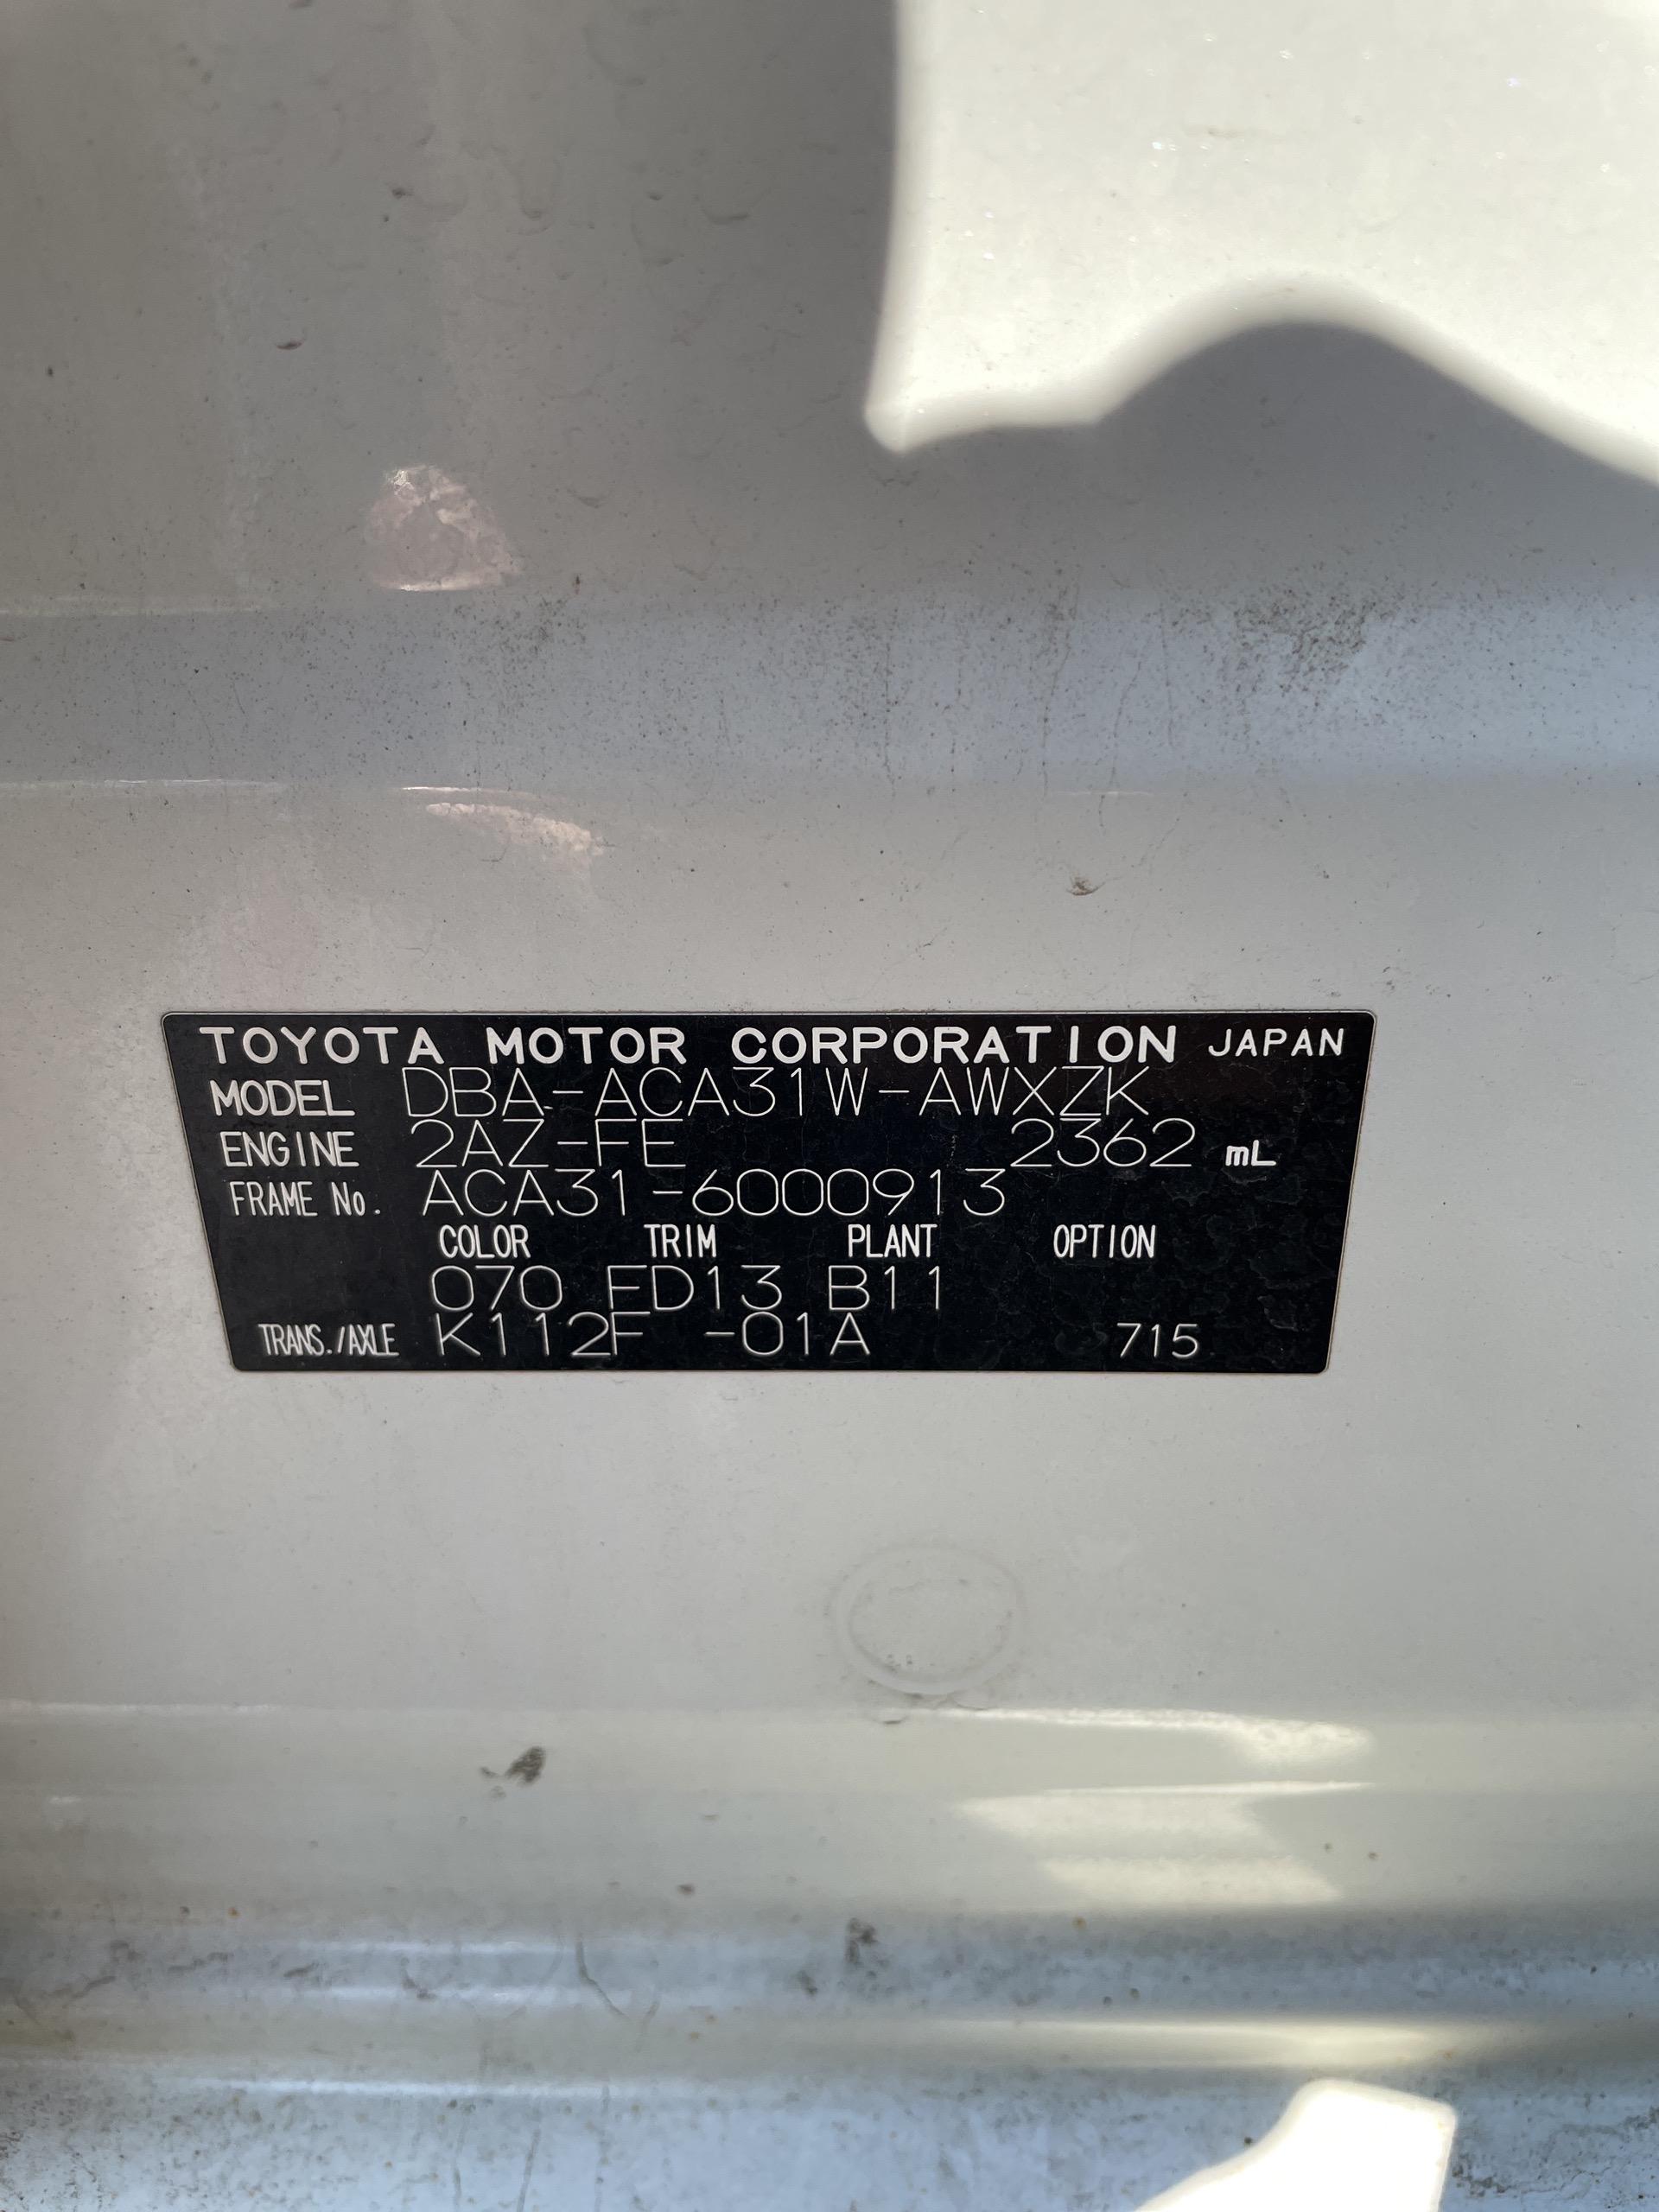 TOYOTA MOTOR CORPORATION JAPAN
MODEL DBA-ACA31W-AWXZK
ENGINE 2AZ-FE 2362 mL
FRAME No. ACA31-6000913
COLOR TRIM PLANT OPTION
070 FD13 B11
TRANS./AXLE K112F -01A 715